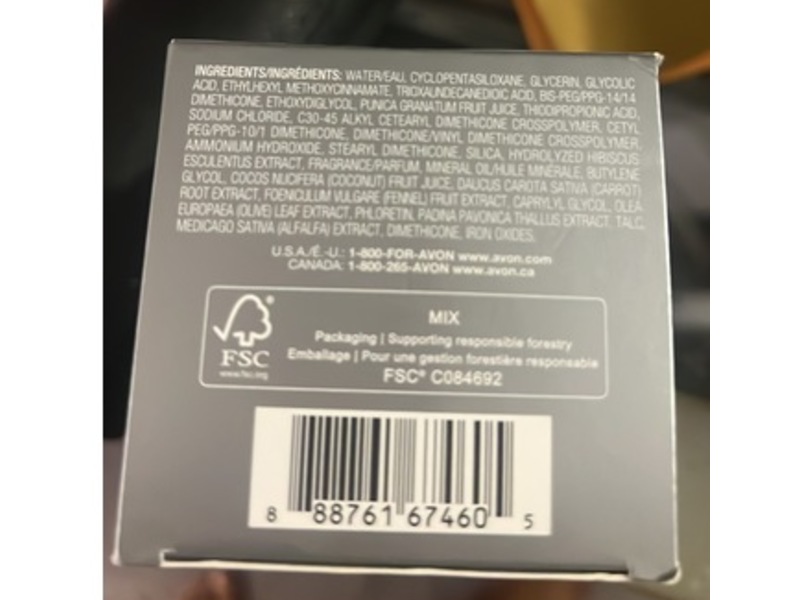 INGREDIENTS/INGRÉDIENTS: WATER/EAU, CYCLOPENTASILOXANE, GLYCERIN, GLYCOLIC
ACID, ETHYLHEXYL METHOXYCINNAMATE, TRIOXAUNDECANEDIOIC ACID, BIS-PEG/PPG-14/14
DIMETHICONE, ETHOXYDIGLYCOL, PUNICA GRANATUM FRUIT JUICE, THIODIPROPIONIC ACID,
SODIUM CHLORIDE, C30-45 ALKYL CETEARYL DIMETHICONE CROSSPOLYMER, CETYL
PEG/PPG-10/1 DIMETHICONE, DIMETHICONE/VINYL DIMETHICONE CROSSPOLYMER,
AMMONIUM HYDROXIDE, STEARYL DIMETHICONE, SILICA, HYDROLYZED HIBISCUS
ESCULENTUS EXTRACT, FRAGRANCE/PARFUM, MINERAL OIL/HUILE MINÉRALE, BUTYLENE
GLYCOL, COCOS NUCIFERA (COCONUT) FRUIT JUICE, DAUCUS CAROTA SATIVA (CARROT)
ROOT EXTRACT, FOENICULUM VULGARE (FENNEL) FRUIT EXTRACT, CAPRYLYL GLYCOL, OLEA
EUROPAEA (OLIVE) LEAF EXTRACT, PHLORETIN, PADINA PAVONICA THALLUS EXTRACT, TALC,
MEDICAGO SATIVA (ALFALFA) EXTRACT, DIMETHICONE, IRON OXIDES.
U.S.A./É.-U.: 1-800-FOR-AVON www.avon.com
CANADA: 1-800-265-AVON www.avon.ca
FSC
www.fsc.org
MIX
Packaging | Supporting responsible forestry
Emballage | Pour une gestion forestière responsable
FSC® C084692
8 88761 67460 5